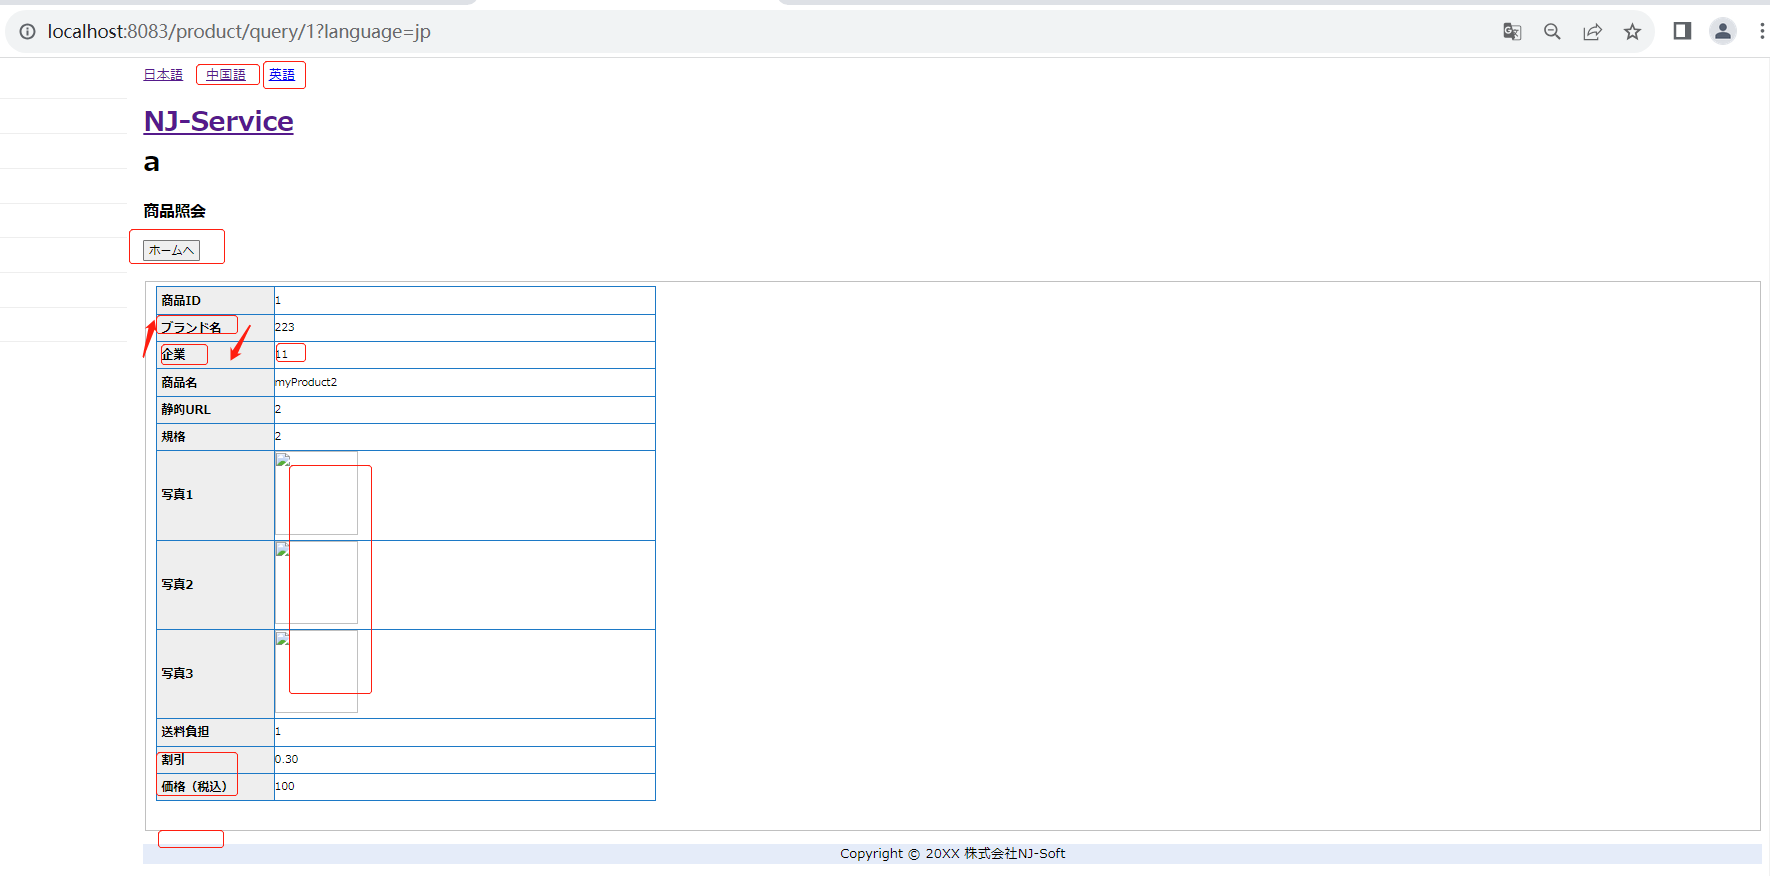 localhost:8083/product/query/1?language=jp
日本語 中国語 英語
NJ-Service
a
商品照会
ホームへ
商品ID 1
ブランド名 223
企業 11
商品名 myProduct2
静的URL 2
規格 2
写真1
写真2
写真3
送料負担 1
割引 0.30
価格（税込） 100
Copyright © 20XX 株式会社NJ-Soft